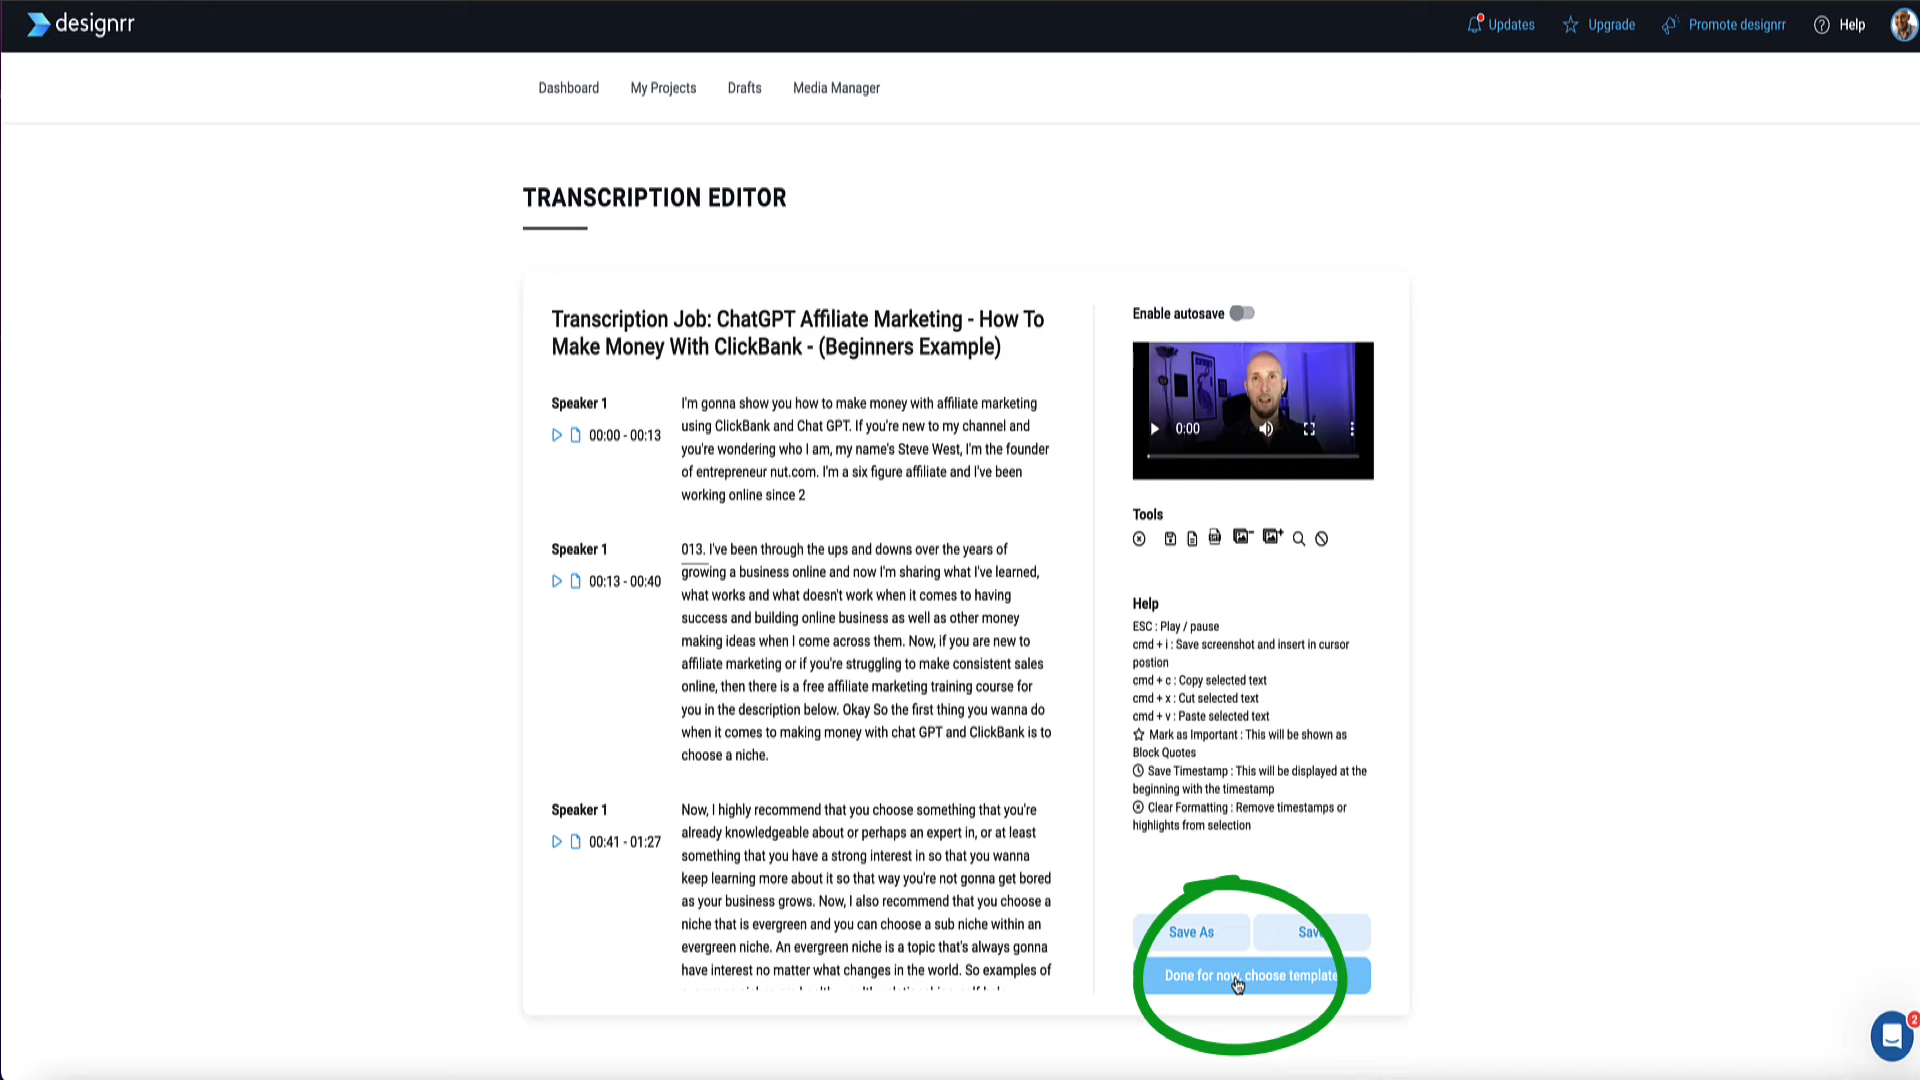 designrr
Updates
Upgrade
Promote designrr
Help
Dashboard
My Projects
Drafts
Media Manager
TRANSCRIPTION EDITOR
Transcription Job: ChatGPT Affiliate Marketing - How To
Make Money With ClickBank - (Beginners Example)
Speaker 1
00:00 - 00:13
I'm gonna show you how to make money with affiliate marketing
using ClickBank and Chat GPT. If you're new to my channel and
you're wondering who I am, my name's Steve West, I'm the founder
of entrepreneur nut.com. I'm a six figure affiliate and I've been
working online since 2
Speaker 1
00:13 - 00:40
013. I've been through the ups and downs over the years of
growing a business online and now I'm sharing what I've learned,
what works and what doesn't work when it comes to having
success and building online business as well as other money
making ideas when I come across them. Now, if you are new to
affiliate marketing or if you're struggling to make consistent sales
online, then there is a free affiliate marketing training course for
you in the description below. Okay So the first thing you wanna do
when it comes to making money with chat GPT and ClickBank is to
choose a niche.
Speaker 1
00:41 - 01:27
Now, I highly recommend that you choose something that you're
already knowledgeable about or perhaps an expert in, or at least
something that you have a strong interest in so that you wanna
keep learning more about it so that way you're not gonna get bored
as your business grows. Now, I also recommend that you choose a
niche that is evergreen and you can choose a sub niche within an
evergreen niche. An evergreen niche is a topic that's always gonna
have interest no matter what changes in the world. So examples of
Enable autosave
0:00
Tools
Help
ESC : Play / pause
cmd + i : Save screenshot and insert in cursor
postion
cmd + c : Copy selected text
cmd + x : Cut selected text
cmd + v : Paste selected text
Mark as Important : This will be shown as
Block Quotes
Save Timestamp : This will be displayed at the
beginning with the timestamp
Clear Formatting : Remove timestamps or
highlights from selection
Save As
Save
Done for now, choose template
2